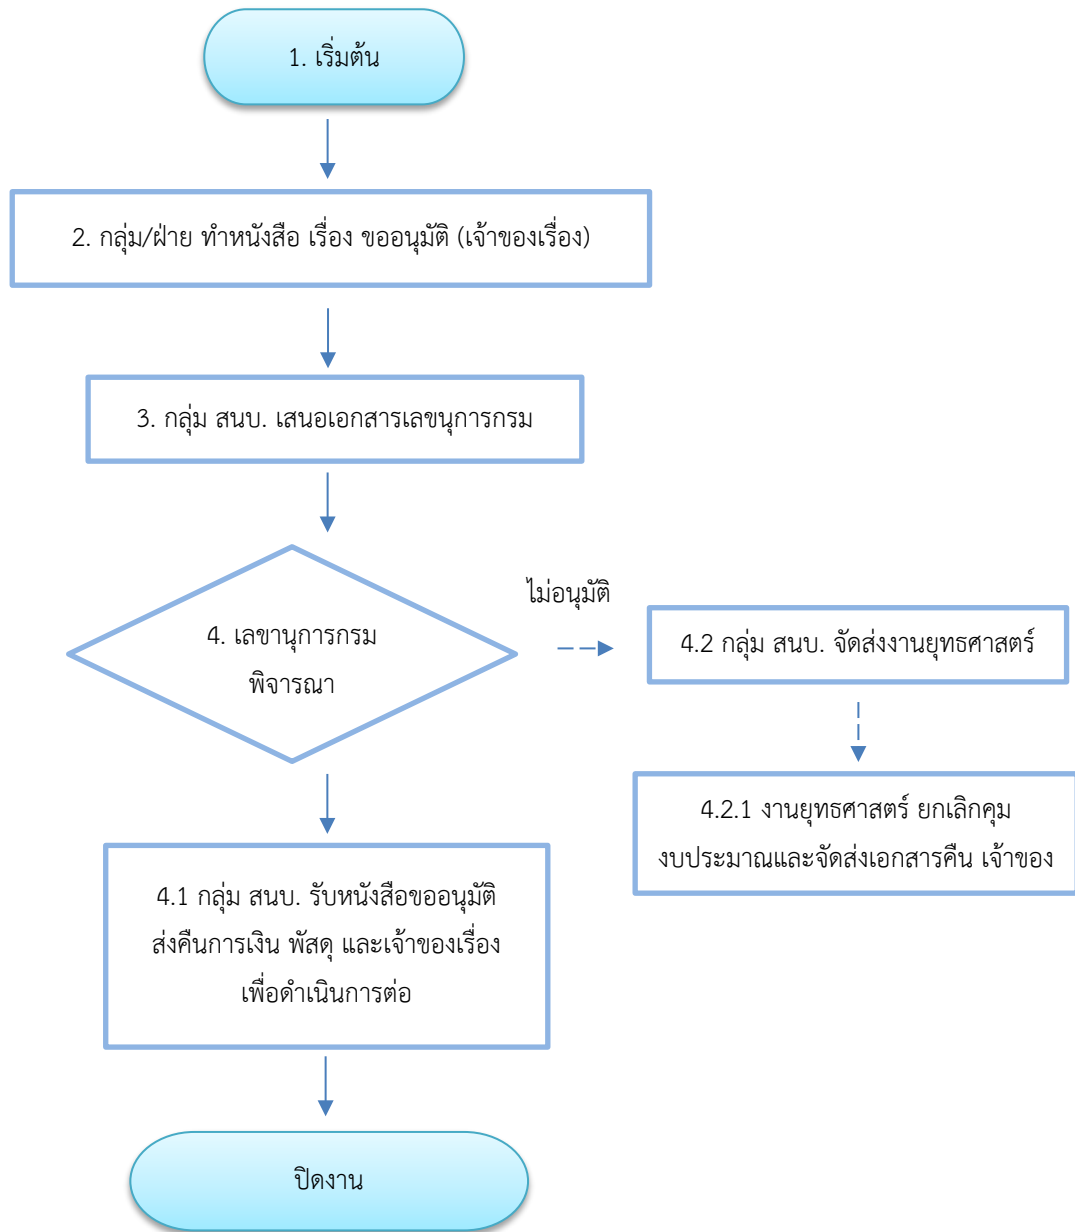 1. เริ่มต้น
2. กลุ่ม/ฝ่าย ทำหนังสือ เรื่อง ขออนุมัติ (เจ้าของเรื่อง)
3. กลุ่ม สนบ. เสนอเอกสารเลขนุการกรม
4. เลขานุการกรม
พิจารณา
ไม่อนุมัติ
4.2 กลุ่ม สนบ. จัดส่งงานยุทธศาสตร์
4.2.1 งานยุทธศาสตร์ ยกเลิกคุม
งบประมาณและจัดส่งเอกสารคืน เจ้าของ
4.1 กลุ่ม สนบ. รับหนังสือขออนุมัติ
ส่งคืนการเงิน พัสดุ และเจ้าของเรื่อง
เพื่อดำเนินการต่อ
ปิดงาน